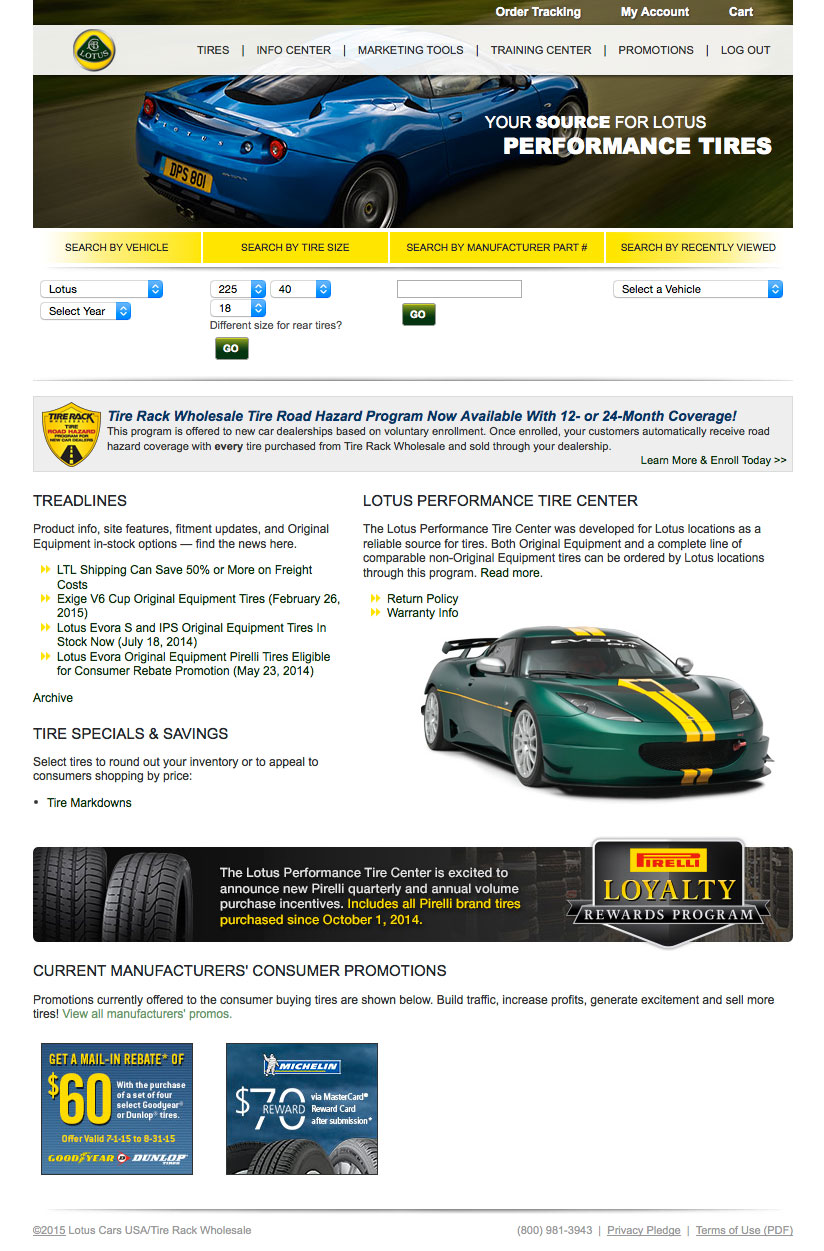 Order Tracking My Account Cart
LOTUS
TIRES | INFO CENTER | MARKETING TOOLS | TRAINING CENTER | PROMOTIONS | LOG OUT
LOTUS
DPS 801
YOUR SOURCE FOR LOTUS
PERFORMANCE TIRES
SEARCH BY VEHICLE SEARCH BY TIRE SIZE SEARCH BY MANUFACTURER PART # SEARCH BY RECENTLY VIEWED
Lotus 225 40 Select a Vehicle
Select Year 18 GO
Different size for rear tires?
GO
TIRE RACK
TIRE
ROAD HAZARD
PROGRAM FOR
NEW CAR DEALERS
Tire Rack Wholesale Tire Road Hazard Program Now Available With 12- or 24-Month Coverage!
This program is offered to new car dealerships based on voluntary enrollment. Once enrolled, your customers automatically receive road
hazard coverage with every tire purchased from Tire Rack Wholesale and sold through your dealership.
Learn More & Enroll Today >>
TREADLINES
Product info, site features, fitment updates, and Original
Equipment in-stock options — find the news here.
LTL Shipping Can Save 50% or More on Freight
Costs
Exige V6 Cup Original Equipment Tires (February 26,
2015)
Lotus Evora S and IPS Original Equipment Tires In
Stock Now (July 18, 2014)
Lotus Evora Original Equipment Pirelli Tires Eligible
for Consumer Rebate Promotion (May 23, 2014)
Archive
TIRE SPECIALS & SAVINGS
Select tires to round out your inventory or to appeal to
consumers shopping by price:
• Tire Markdowns
LOTUS PERFORMANCE TIRE CENTER
The Lotus Performance Tire Center was developed for Lotus locations as a
reliable source for tires. Both Original Equipment and a complete line of
comparable non-Original Equipment tires can be ordered by Lotus locations
through this program. Read more.
Return Policy
Warranty Info
The Lotus Performance Tire Center is excited to
announce new Pirelli quarterly and annual volume
purchase incentives. Includes all Pirelli brand tires
purchased since October 1, 2014.
PIRELLI
LOYALTY
REWARDS PROGRAM
CURRENT MANUFACTURERS' CONSUMER PROMOTIONS
Promotions currently offered to the consumer buying tires are shown below. Build traffic, increase profits, generate excitement and sell more
tires! View all manufacturers' promos.
GET A MAIL-IN REBATE* OF
$60
With the purchase
of a set of four
select Goodyear®
or Dunlop® tires.
Offer Valid 7-1-15 to 8-31-15
GOODYEAR DUNLOP
TIRES
MICHELIN
$70 REWARD
via MasterCard®
Reward Card
after submission*
©2015 Lotus Cars USA/Tire Rack Wholesale (800) 981-3943 | Privacy Pledge | Terms of Use (PDF)